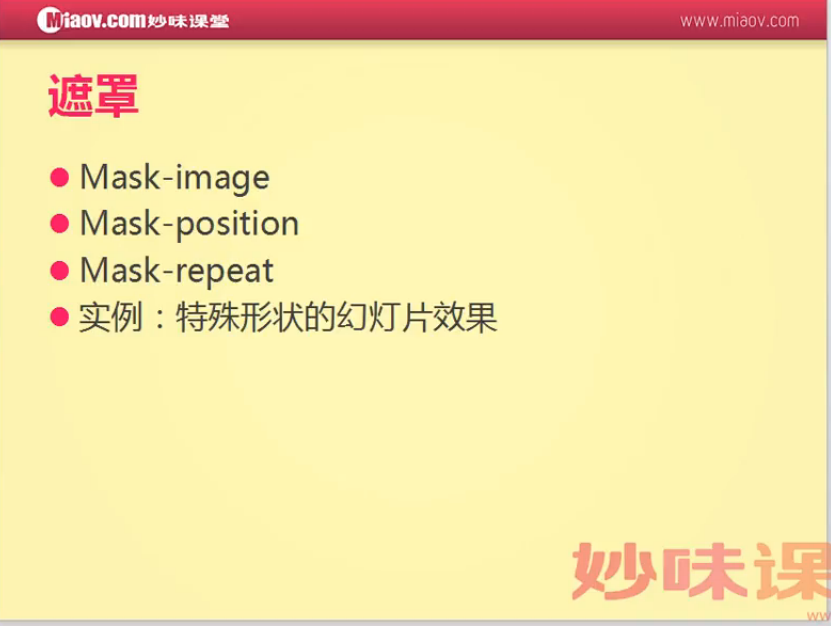 Miaov.com妙味课堂
www.miaov.com
遮罩
Mask-image
Mask-position
Mask-repeat
实例：特殊形状的幻灯片效果
妙味课
ww